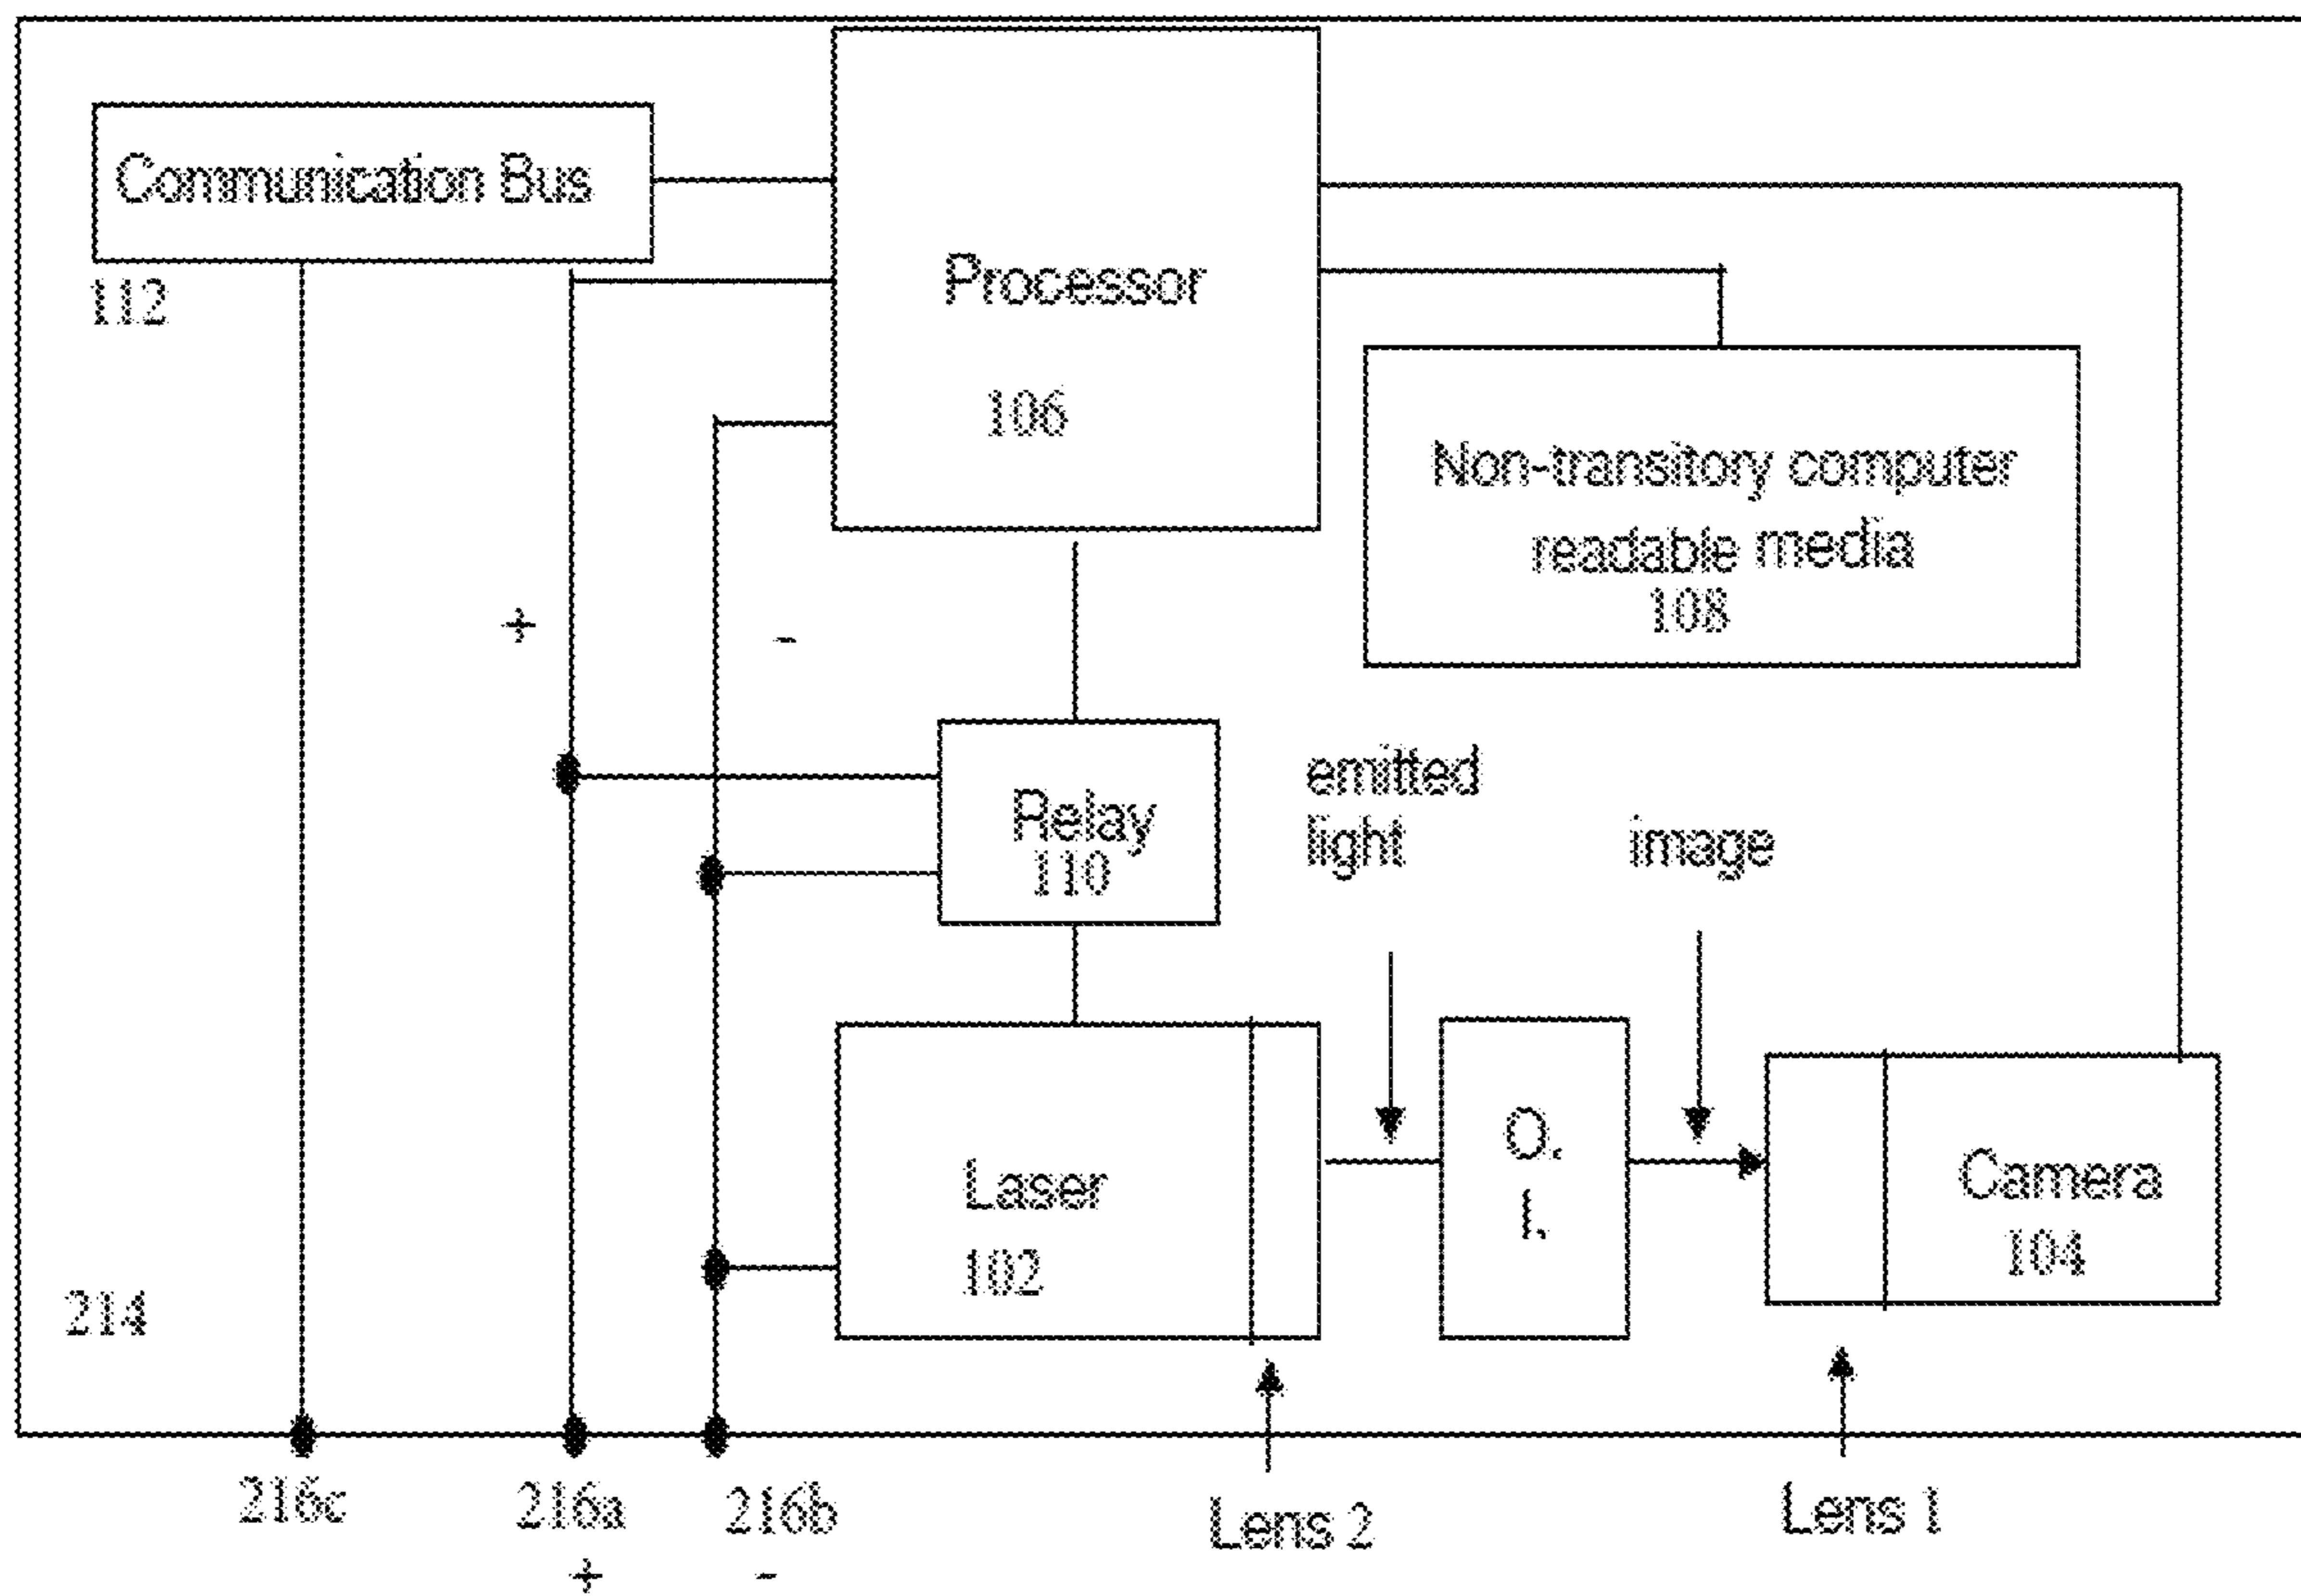 Communication Bus
112
Processor
106
Non-transitory computer
readable media
108
+
-
Relay
110
emitted
light
image
Laser
102
O.
I.
Camera
104
214
216c
216a
216b
+
-
Lens 2
Lens 1